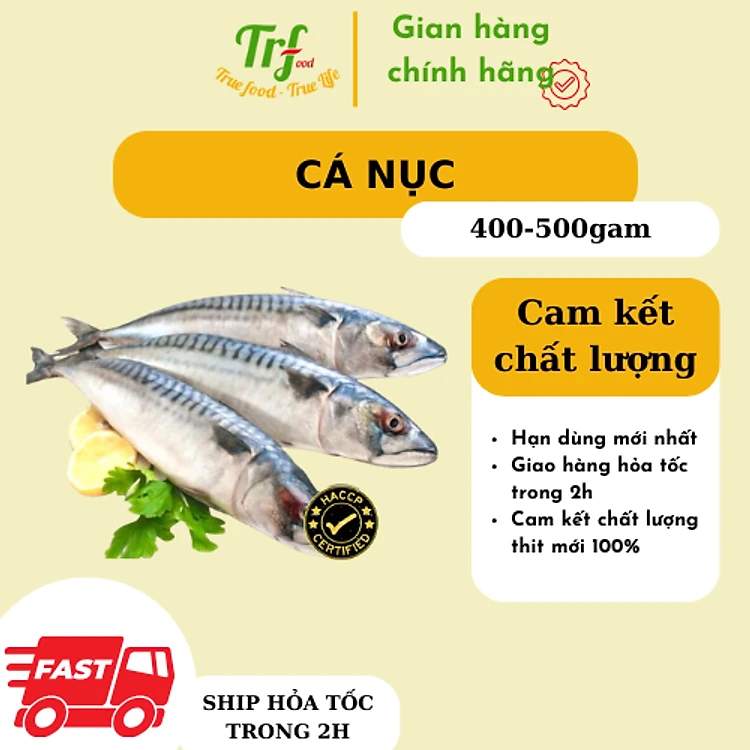 Trf
ood
True food - True Life
Gian hàng
chính hãng
CÁ NỤC
400-500gam
Cam kết
chất lượng
• Hạn dùng mới nhất
• Giao hàng hỏa tốc
trong 2h
• Cam kết chất lượng
thit mới 100%
HACCP
CERTIFIED
FAST
SHIP HỎA TỐC
TRONG 2H